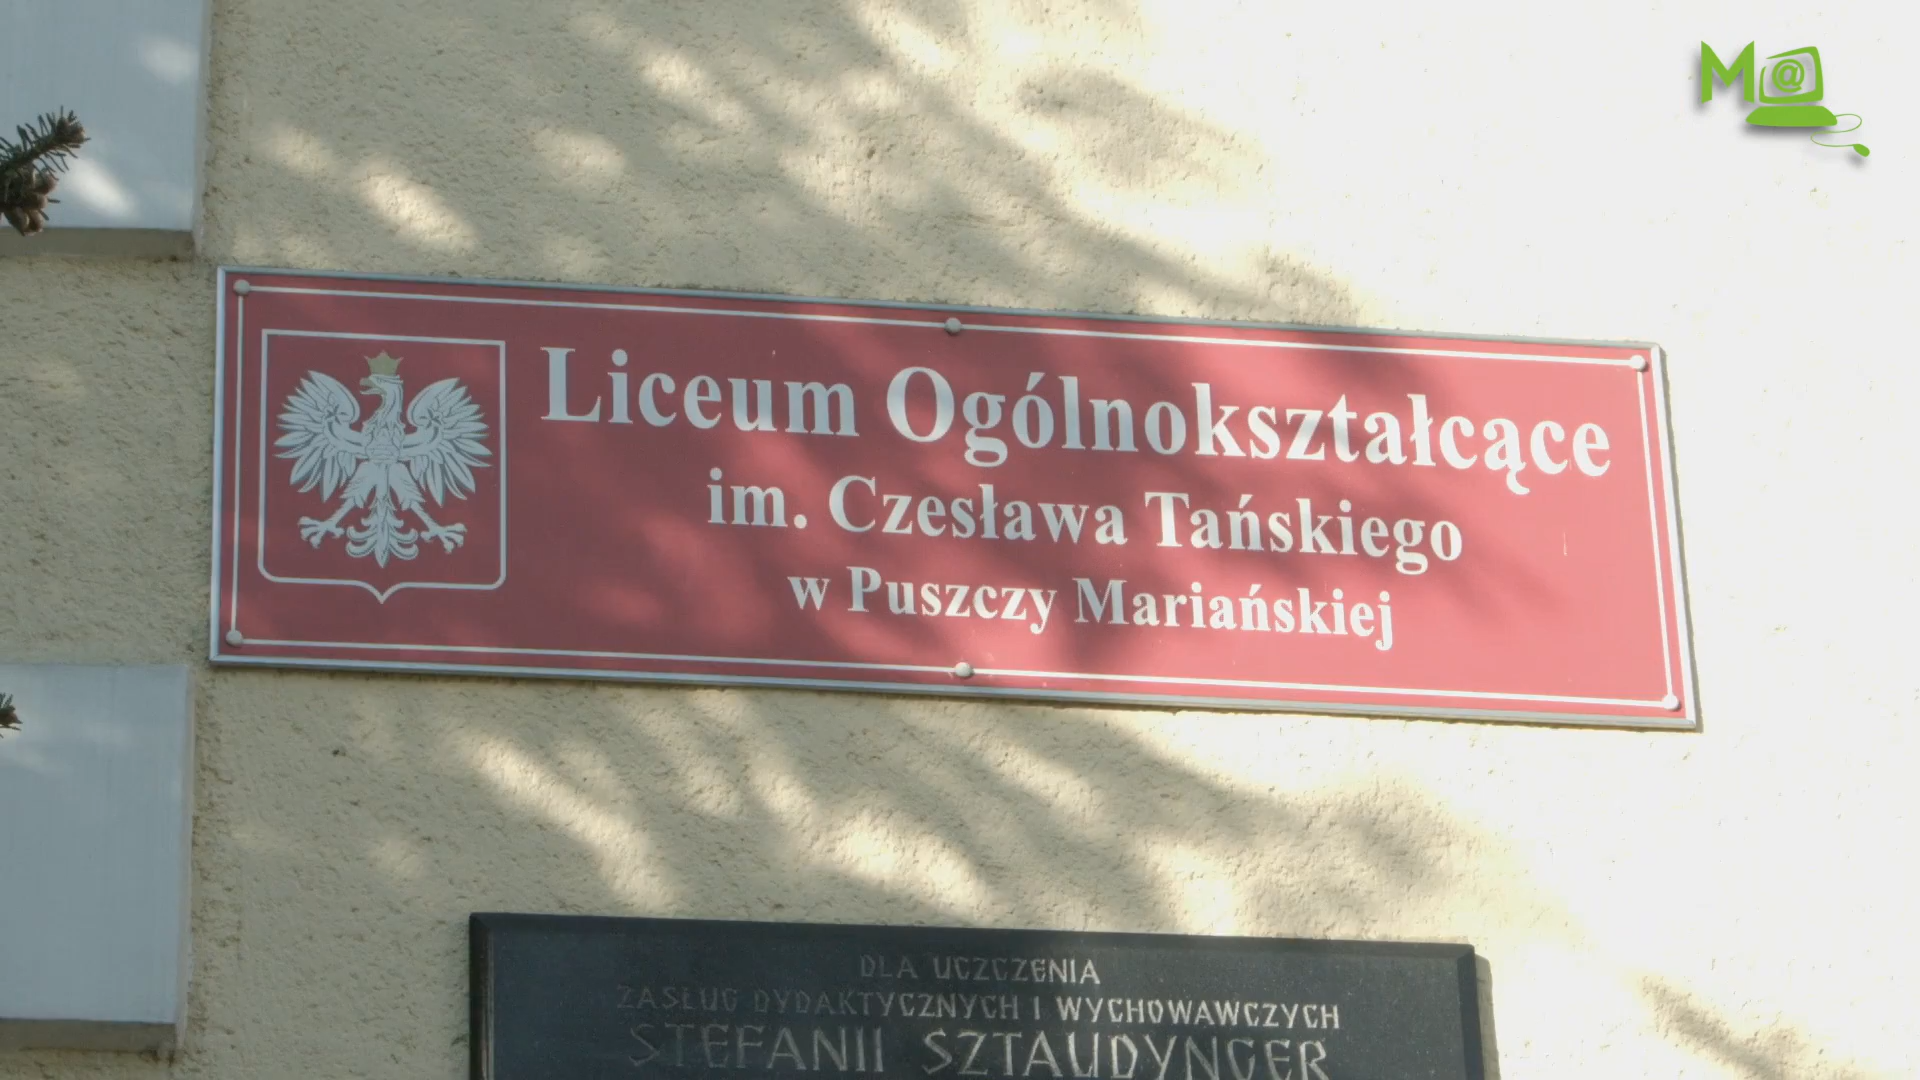 M@
Liceum Ogólnokształcące
im. Czesława Tańskiego
w Puszczy Mariańskiej
DLA UCZCZENIA
ZASŁUG DYDAKTYCZNYCH I WYCHOWAWCZYCH
STEFANII SZTAUDYNGER